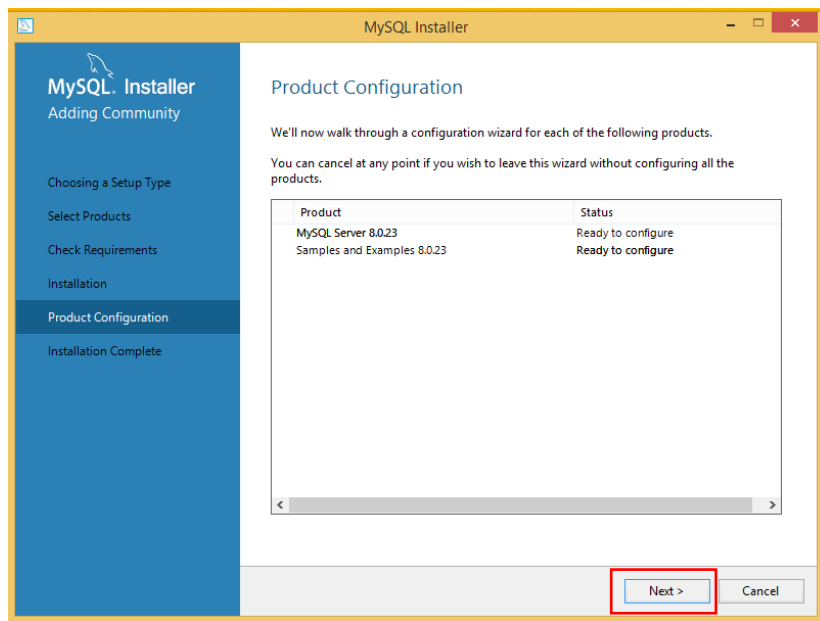 MySQL Installer
MySQL. Installer
Adding Community
Choosing a Setup Type
Select Products
Check Requirements
Installation
Product Configuration
Installation Complete
Product Configuration
We'll now walk through a configuration wizard for each of the following products.
You can cancel at any point if you wish to leave this wizard without configuring all the
products.
Product Status
MySQL Server 8.0.23 Ready to configure
Samples and Examples 8.0.23 Ready to configure
Next >
Cancel